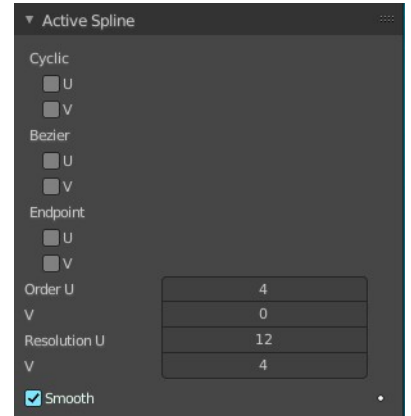 Active Spline
Cyclic
U
V
Bezier
U
V
Endpoint
U
V
Order U 4
V 0
Resolution U 12
V 4
Smooth